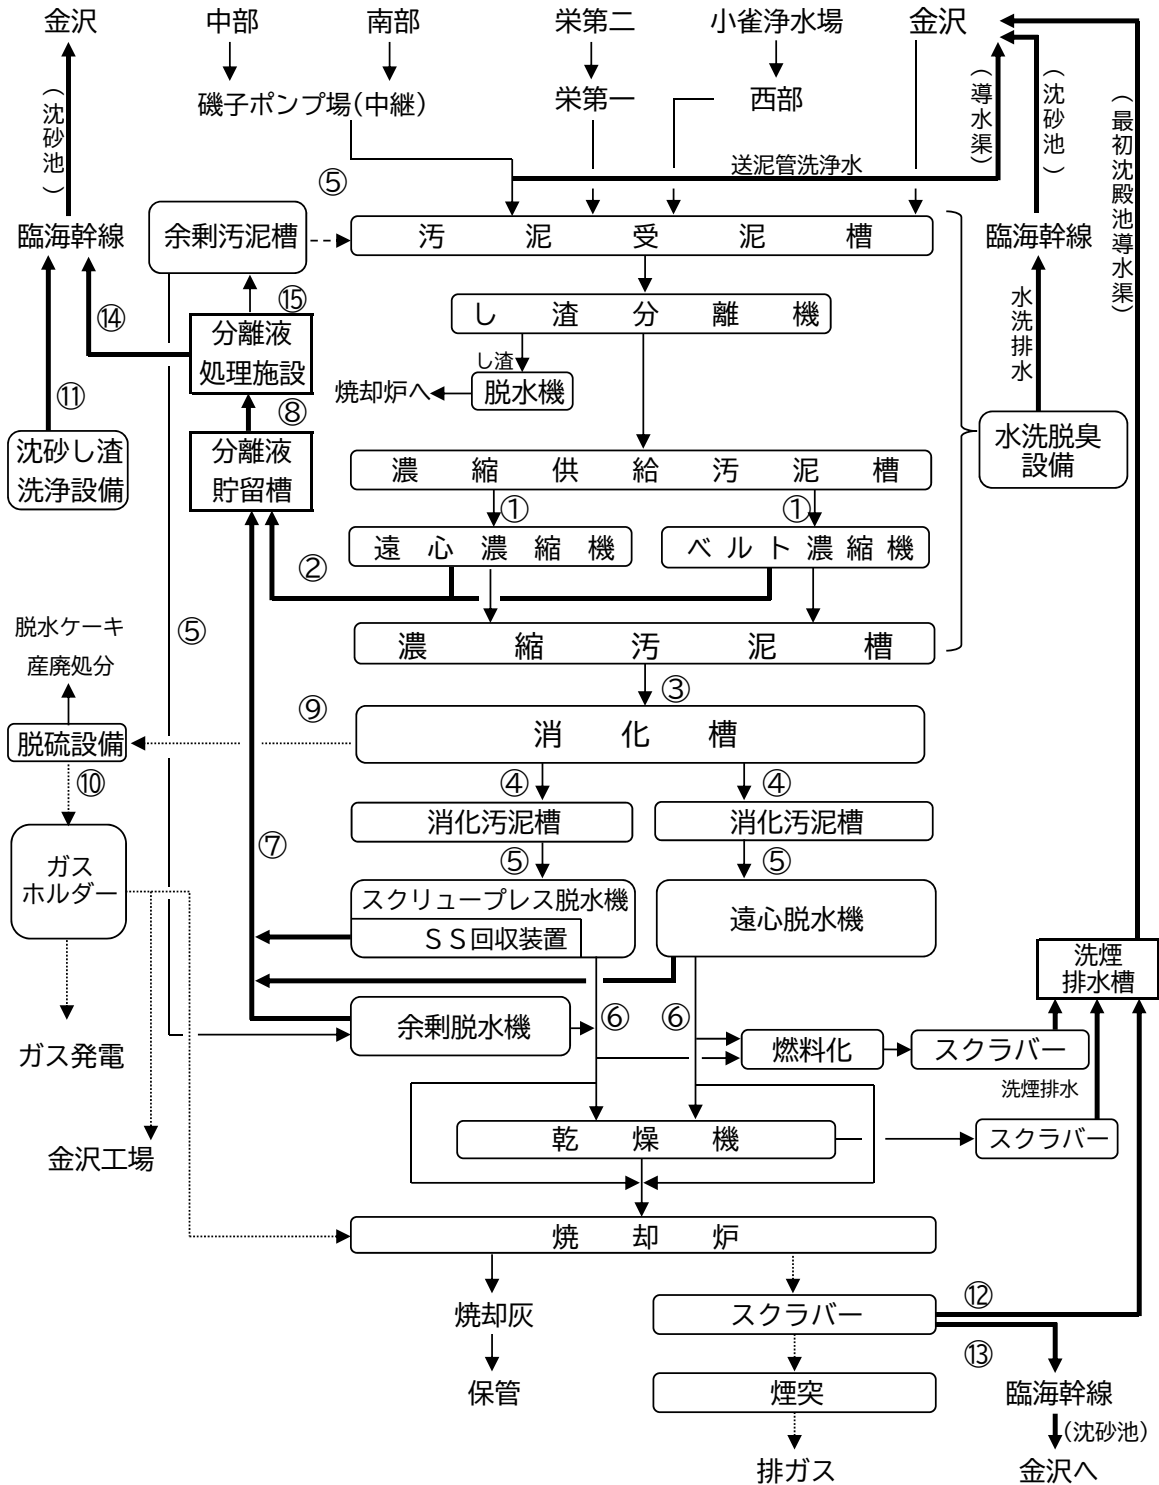 金沢
中部
南部
栄第二
小雀浄水場
金沢
磯子ポンプ場(中継)
栄第一
西部
(沈砂池)
(導水渠)
(沈砂池)
(最初沈殿池導水渠)
送泥管洗浄水
⑤
臨海幹線
余剰汚泥槽
汚泥受泥槽
臨海幹線
⑭
⑮
し渣分離機
水洗排水
分離液
処理施設
し渣
焼却炉へ
脱水機
⑪
⑧
沈砂し渣
洗浄設備
分離液
貯留槽
水洗脱臭
設備
濃縮供給汚泥槽
①
①
遠心濃縮機
ベルト濃縮機
②
脱水ケーキ
⑤
濃縮汚泥槽
産廃処分
③
⑨
脱硫設備
消化槽
⑩
④
④
消化汚泥槽
消化汚泥槽
⑦
⑤
⑤
ガス
ホルダー
スクリュープレス脱水機
SS回収装置
遠心脱水機
洗煙
排水槽
余剰脱水機
⑥
⑥
ガス発電
燃料化
スクラバー
洗煙排水
金沢工場
乾燥機
スクラバー
焼却炉
⑫
焼却灰
スクラバー
⑬
保管
煙突
臨海幹線
(沈砂池)
排ガス
金沢へ